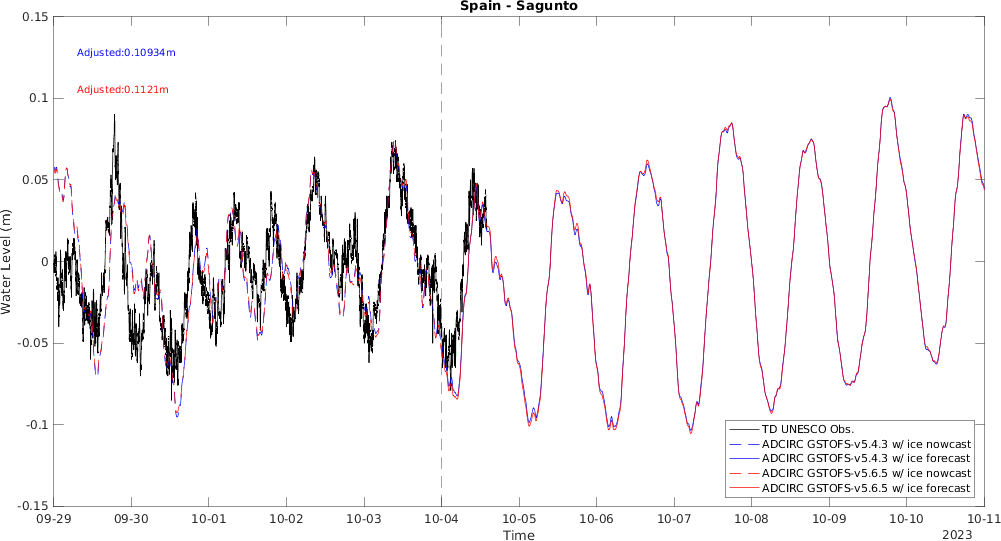 Spain - Sagunto
0.15
Adjusted:0.10934m
Adjusted:0.1121m
0.1
0.05
0
-0.05
-0.1
-0.15
Water Level (m)
TD UNESCO Obs.
ADCIRC GSTOFS-v5.4.3 w/ ice nowcast
ADCIRC GSTOFS-v5.4.3 w/ ice forecast
ADCIRC GSTOFS-v5.6.5 w/ ice nowcast
ADCIRC GSTOFS-v5.6.5 w/ ice forecast
09-29 09-30 10-01 10-02 10-03 10-04 10-05 10-06 10-07 10-08 10-09 10-10 10-11
Time
2023